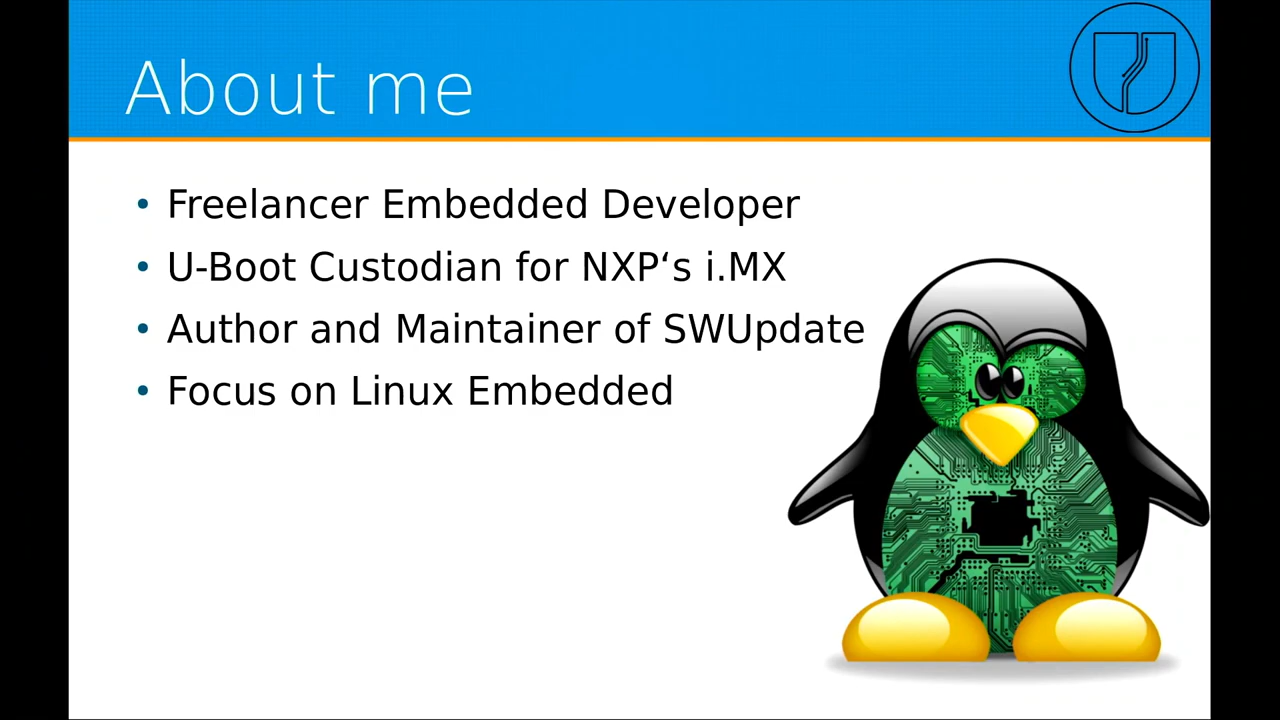 About me
• Freelancer Embedded Developer
• U-Boot Custodian for NXP‘s i.MX
• Author and Maintainer of SWUpdate
• Focus on Linux Embedded